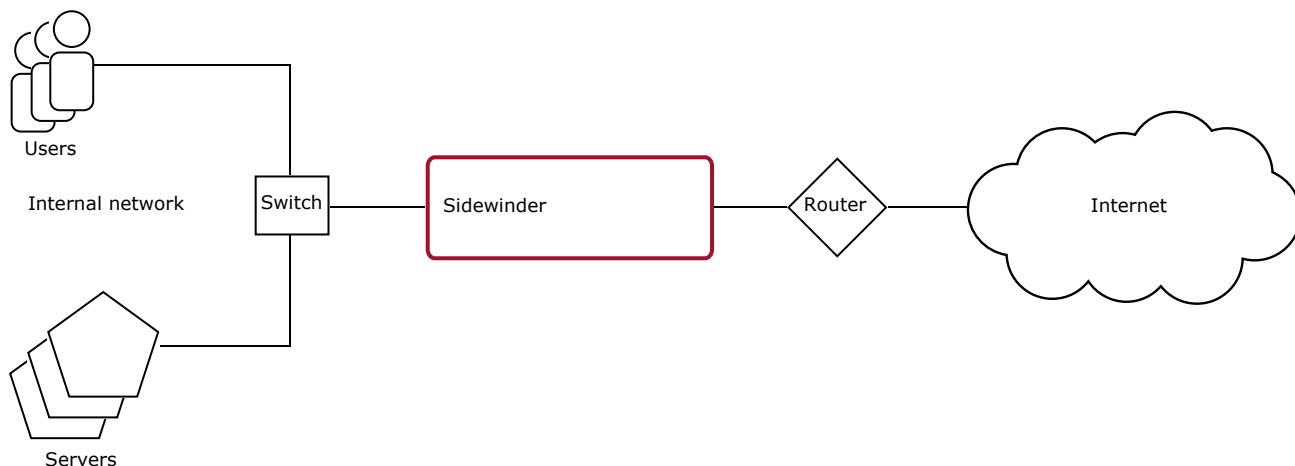 Users
Internal network
Switch
Sidewinder
Router
Internet
Servers